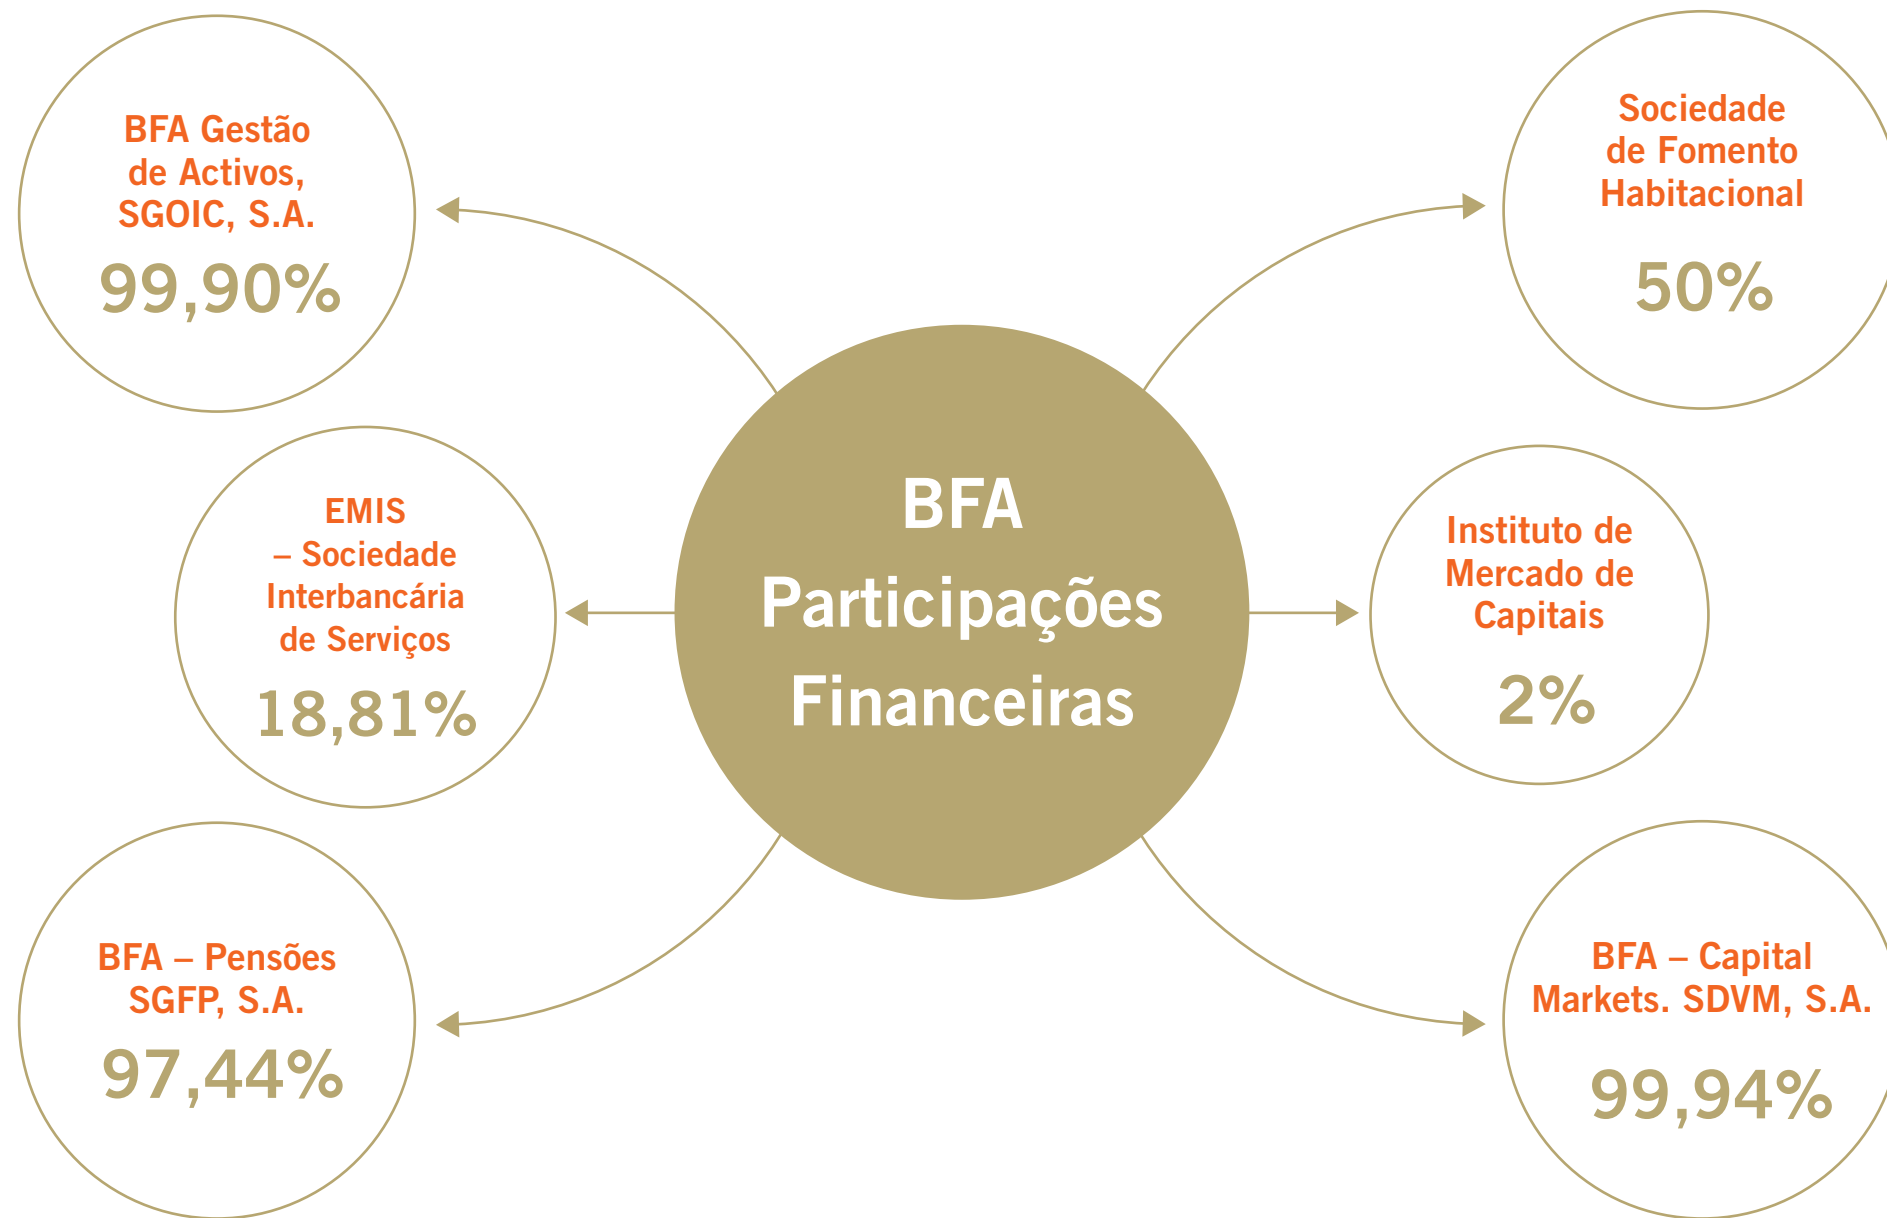 BFA Gestão
de Activos,
SGOIC, S.A.
99,90%
Sociedade
de Fomento
Habitacional
50%
EMIS
– Sociedade
Interbancária
de Serviços
18,81%
BFA
Participações
Financeiras
Instituto de
Mercado de
Capitais
2%
BFA – Pensões
SGFP, S.A.
97,44%
BFA – Capital
Markets. SDVM, S.A.
99,94%